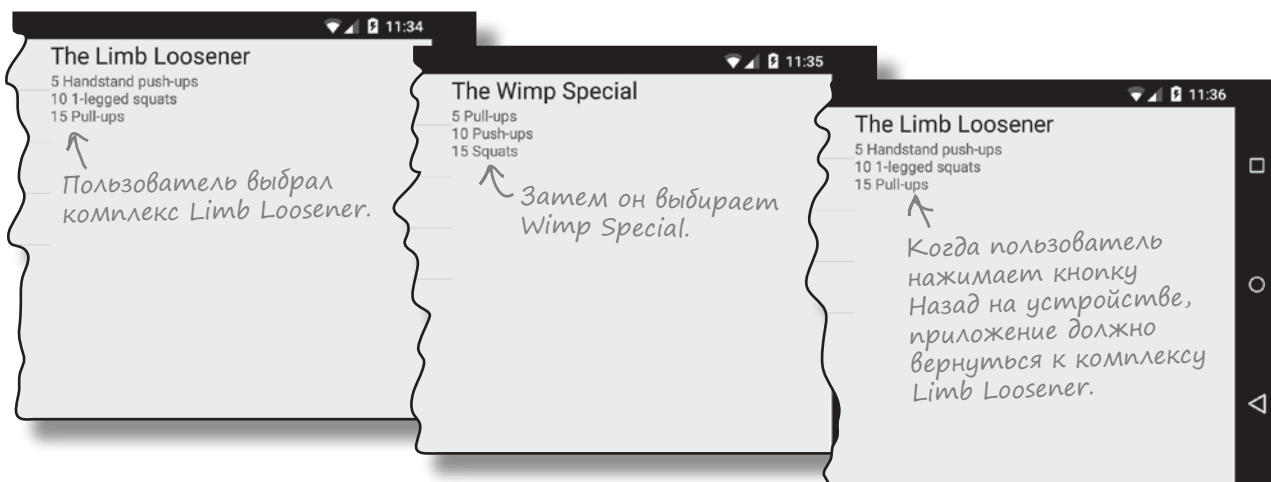 11:34
The Limb Loosener
5 Handstand push-ups
10 1-legged squats
15 Pull-ups
Пользователь выбрал
комплекс Limb Loosener.
11:35
The Wimp Special
5 Pull-ups
10 Push-ups
15 Squats
Затем он выбирает
Wimp Special.
11:36
The Limb Loosener
5 Handstand push-ups
10 1-legged squats
15 Pull-ups
Когда пользователь
нажимает кнопку
Назад на устройстве,
приложение должно
вернуться к комплексу
Limb Loosener.